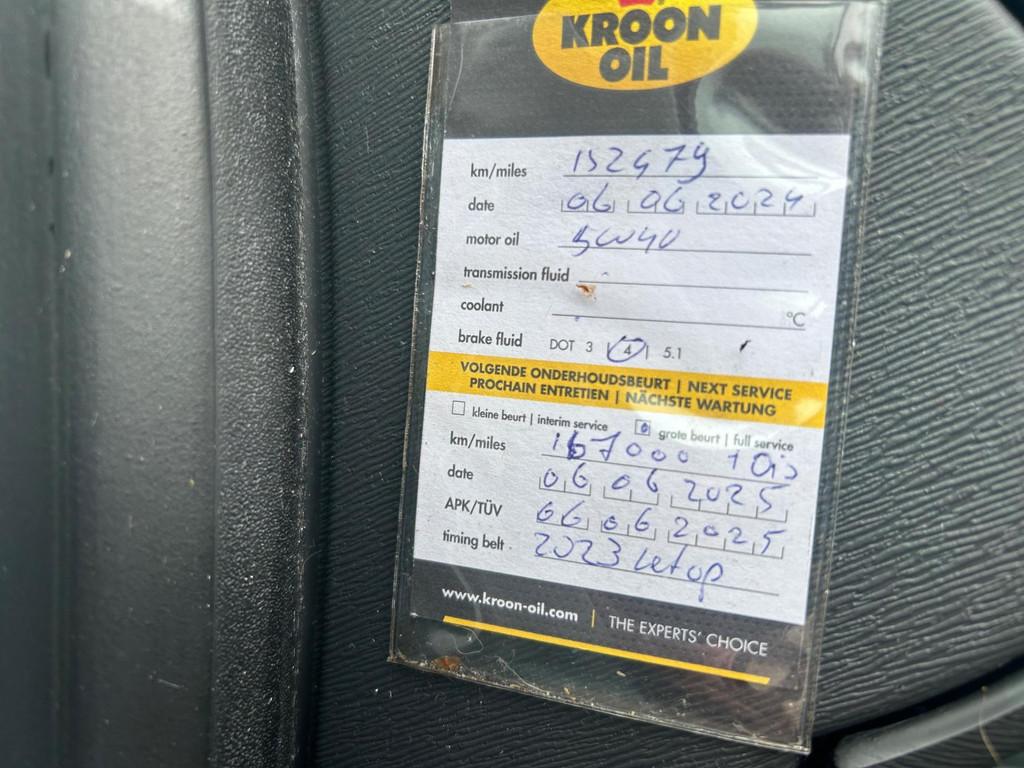 KROON
OIL
km/miles 152479
date 06 06 2024
motor oil 5W40
transmission fluid
coolant °C
brake fluid DOT 3 4 5.1
VOLGENDE ONDERHOUDSBEURT | NEXT SERVICE
PROCHAIN ENTRETIEN | NÄCHSTE WARTUNG
kleine beurt | interim service grote beurt | full service
km/miles 167000
date 06 06 2025
APK/TÜV 06 06 2025
timing belt 2023 let op
www.kroon-oil.com | THE EXPERTS' CHOICE